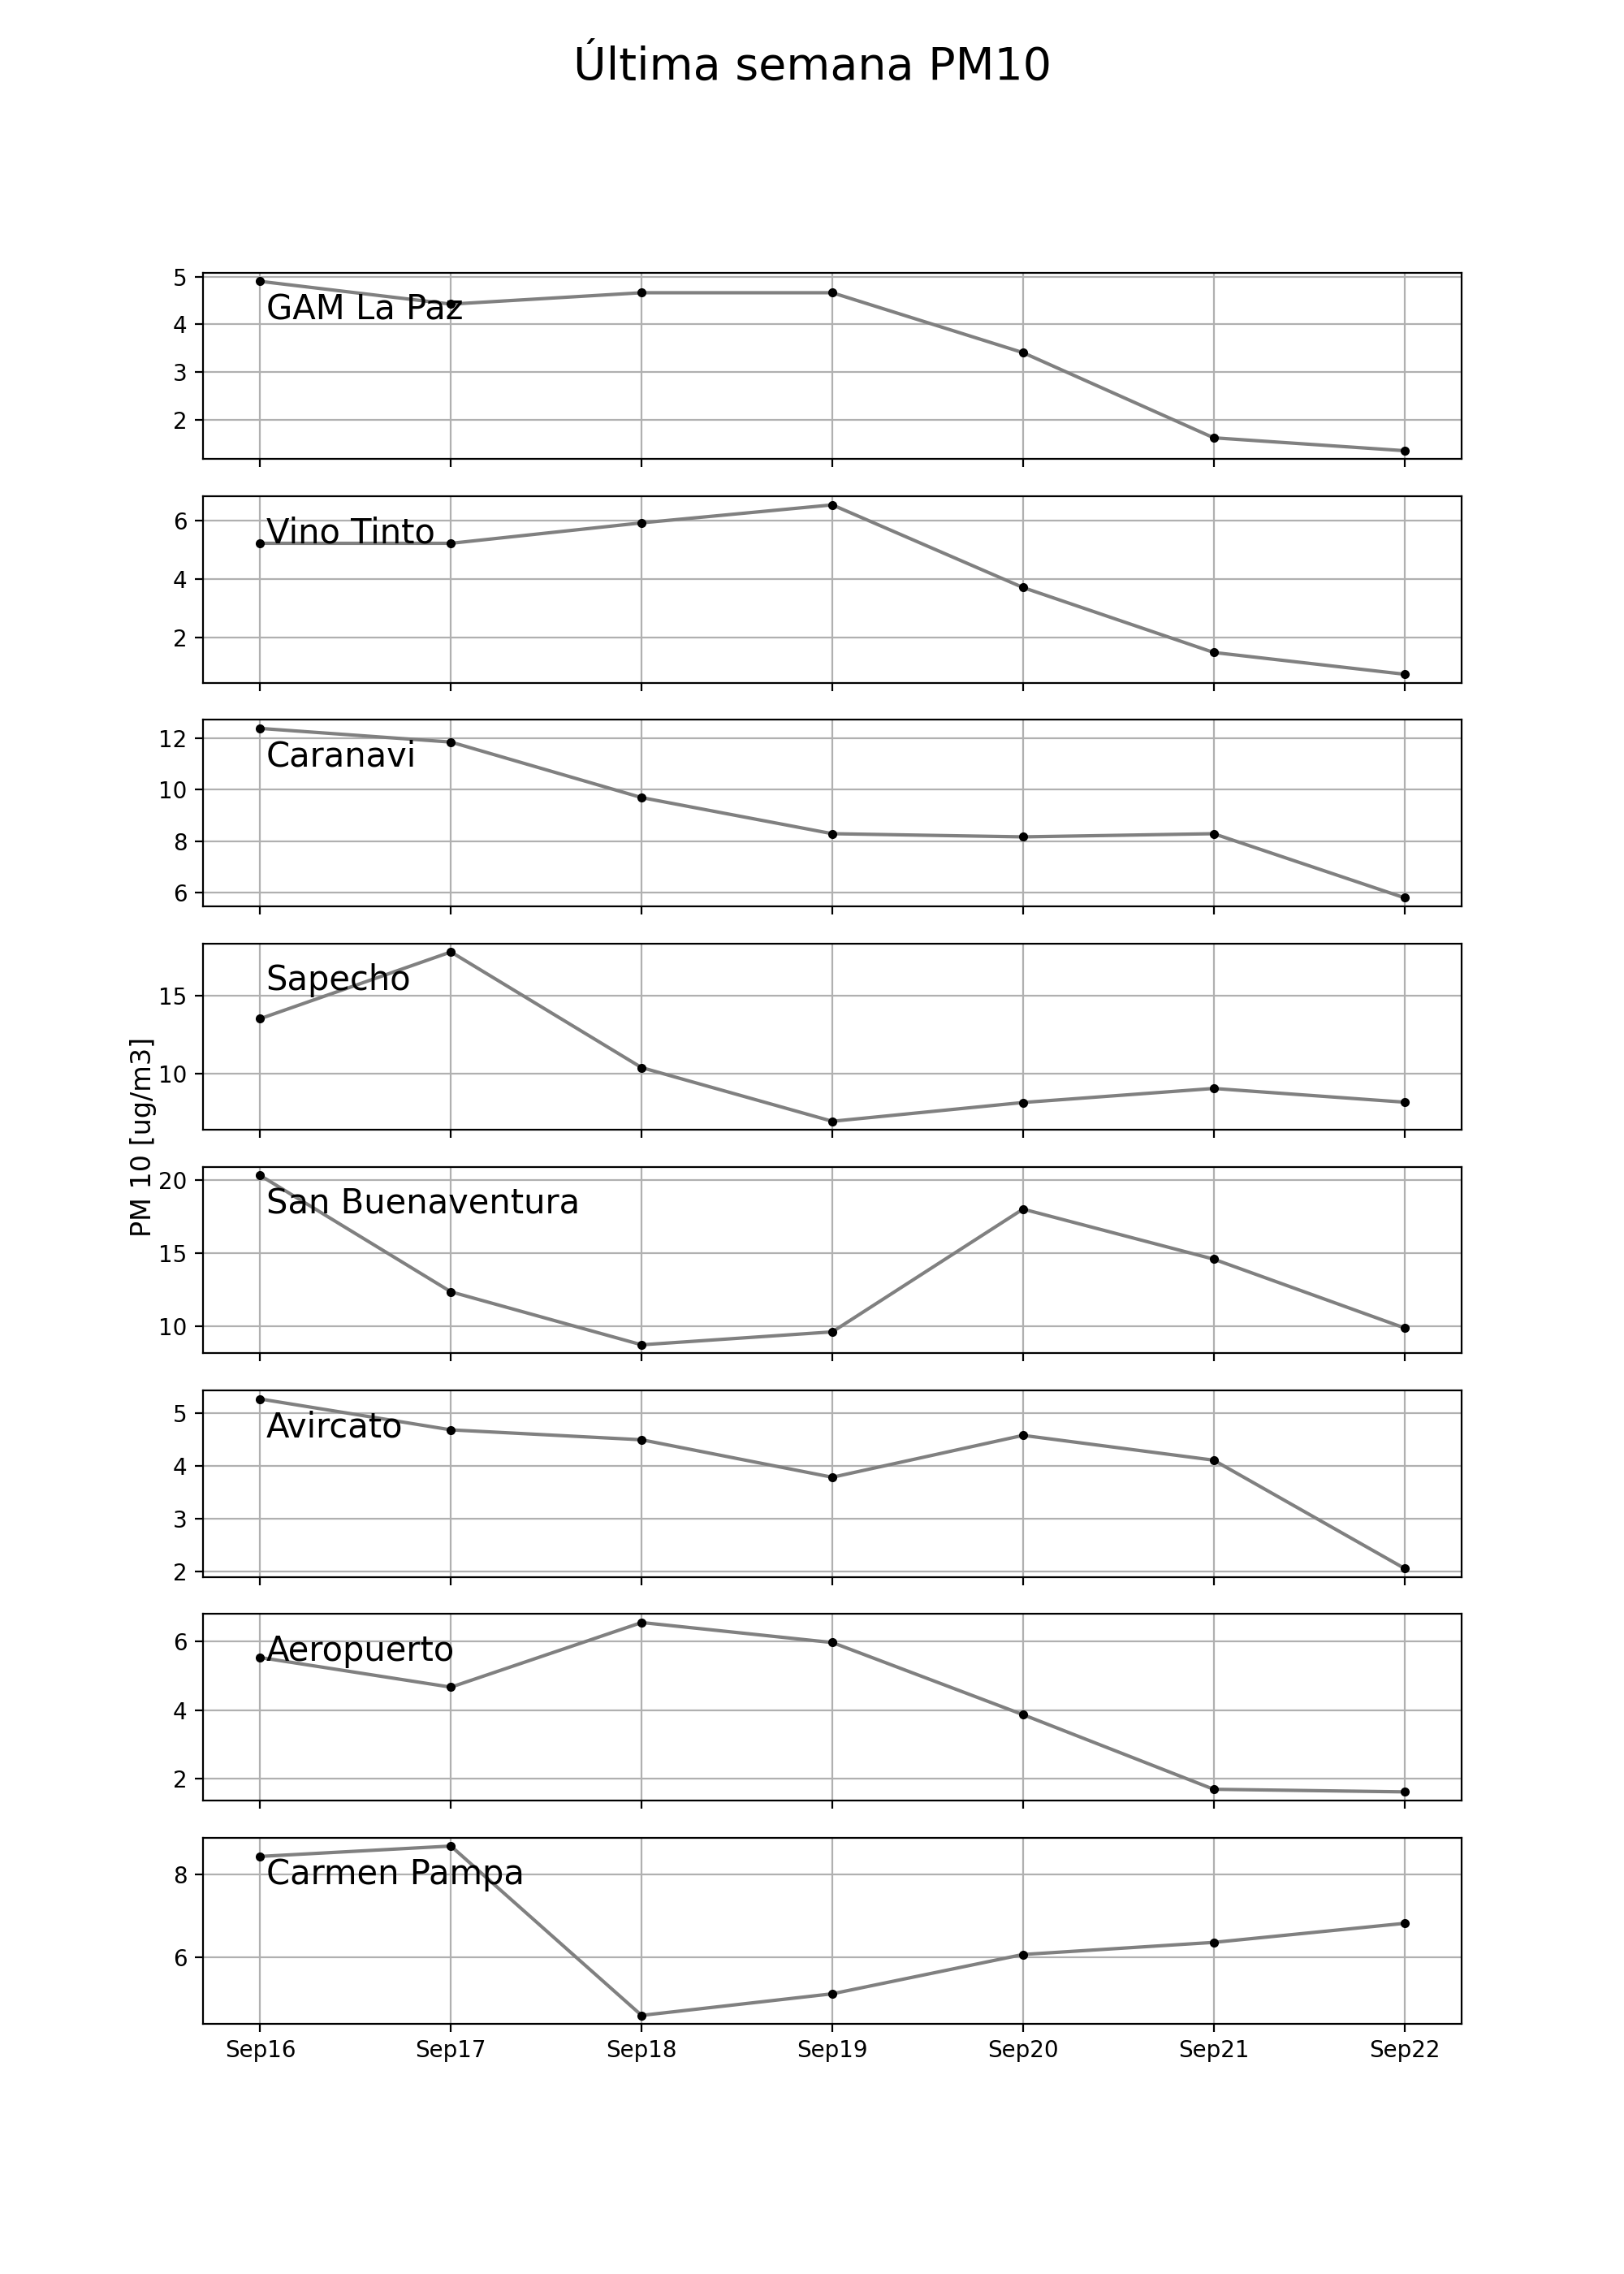 Última semana PM10
PM 10 [ug/m3]
GAM La Paz
5
4
3
2
Vino Tinto
6
4
2
Caranavi
12
10
8
6
Sapecho
15
10
San Buenaventura
20
15
10
Avircato
5
4
3
2
Aeropuerto
6
4
2
Carmen Pampa
8
6
Sep16 Sep17 Sep18 Sep19 Sep20 Sep21 Sep22